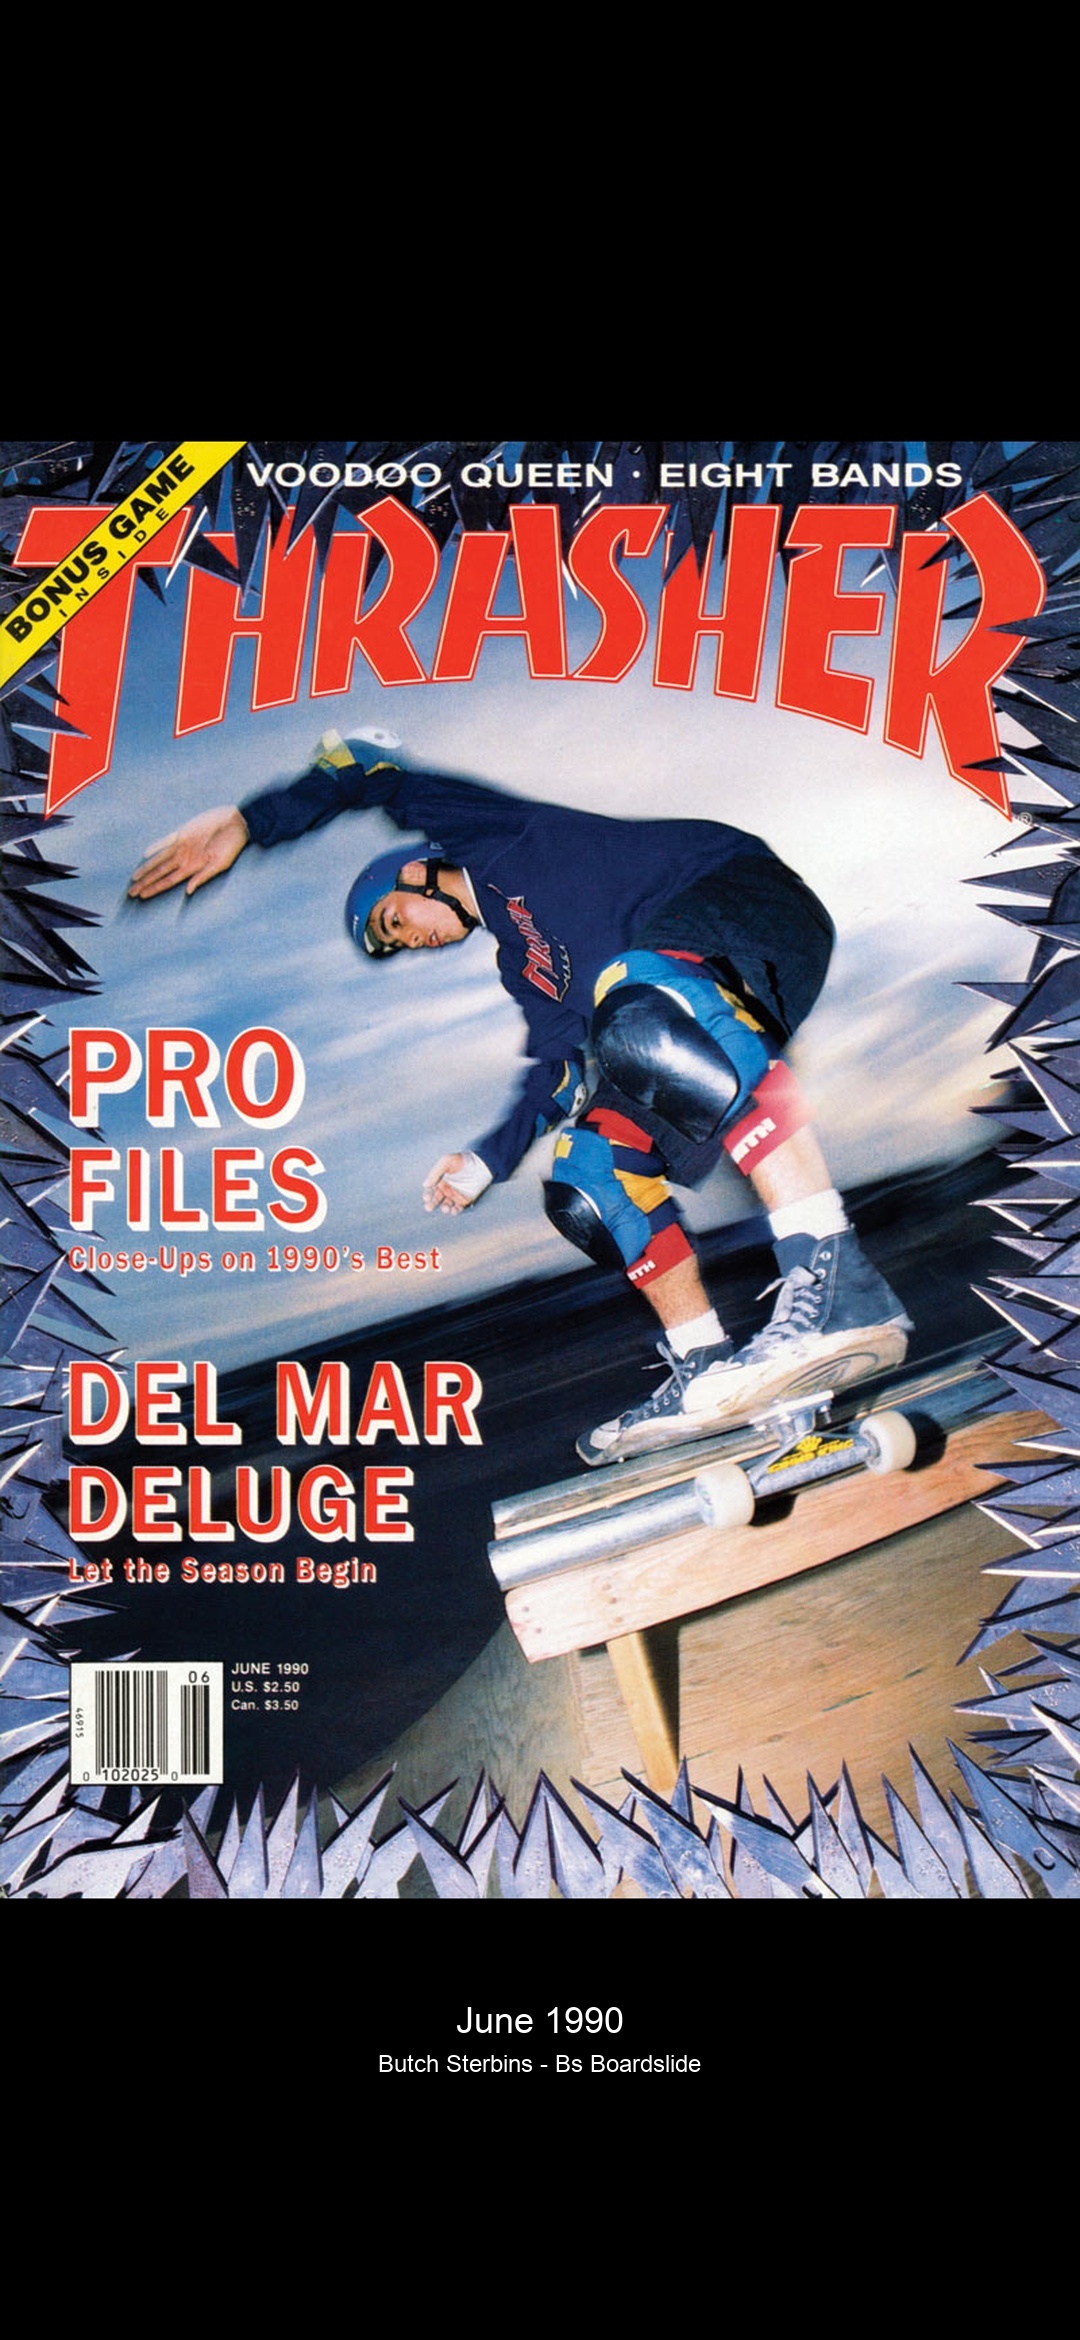 BONUS GAME
INSIDE
VOODOO QUEEN · EIGHT BANDS
THRASHER
®
THRASHER
PRO
FILES
Close-Ups on 1990's Best
DEL MAR
DELUGE
Let the Season Begin
06
46915
0 102025 0
JUNE 1990
U.S. $2.50
Can. $3.50
June 1990
Butch Sterbins - Bs Boardslide